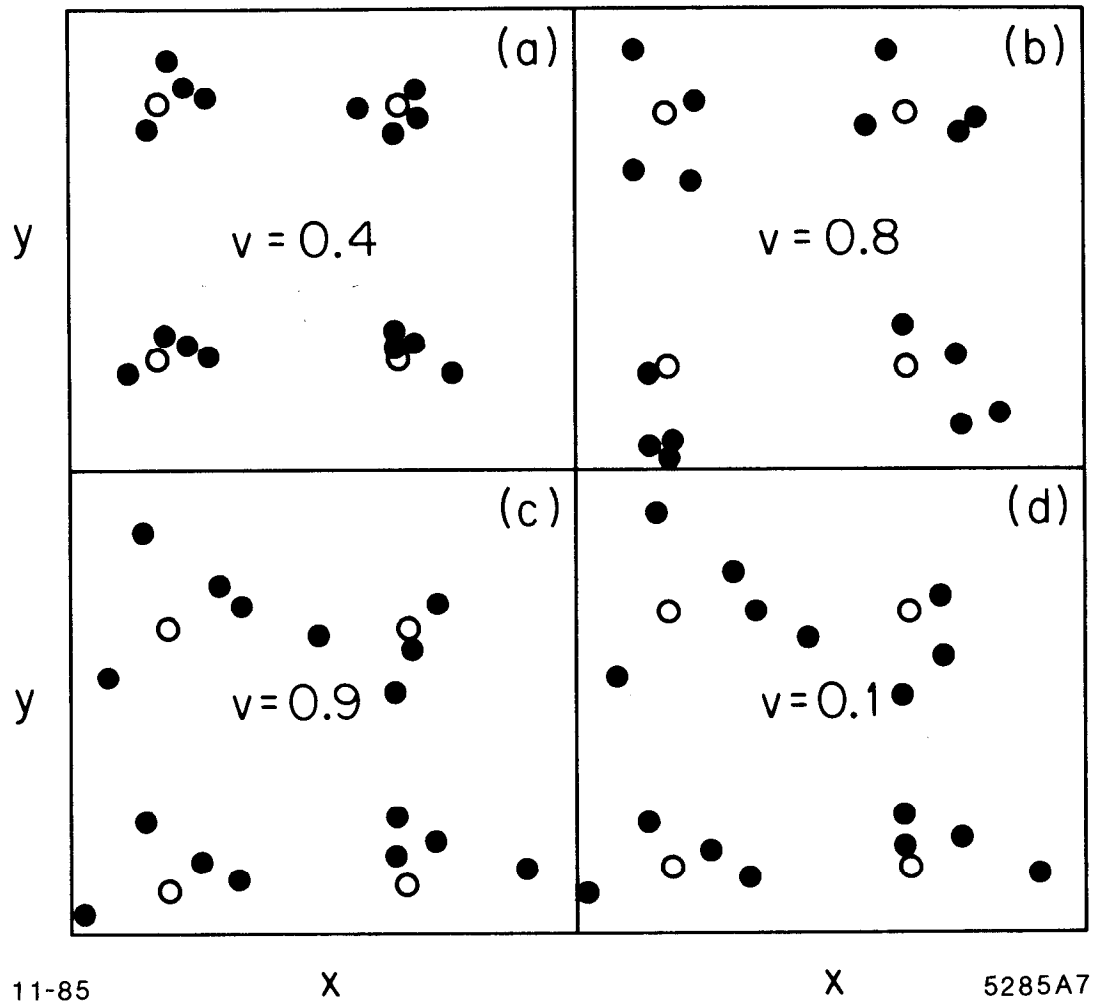 (a) (b)
y v = 0.4 v = 0.8
(c) (d)
y v = 0.9 v = 0.1
x x
11-85 5285A7